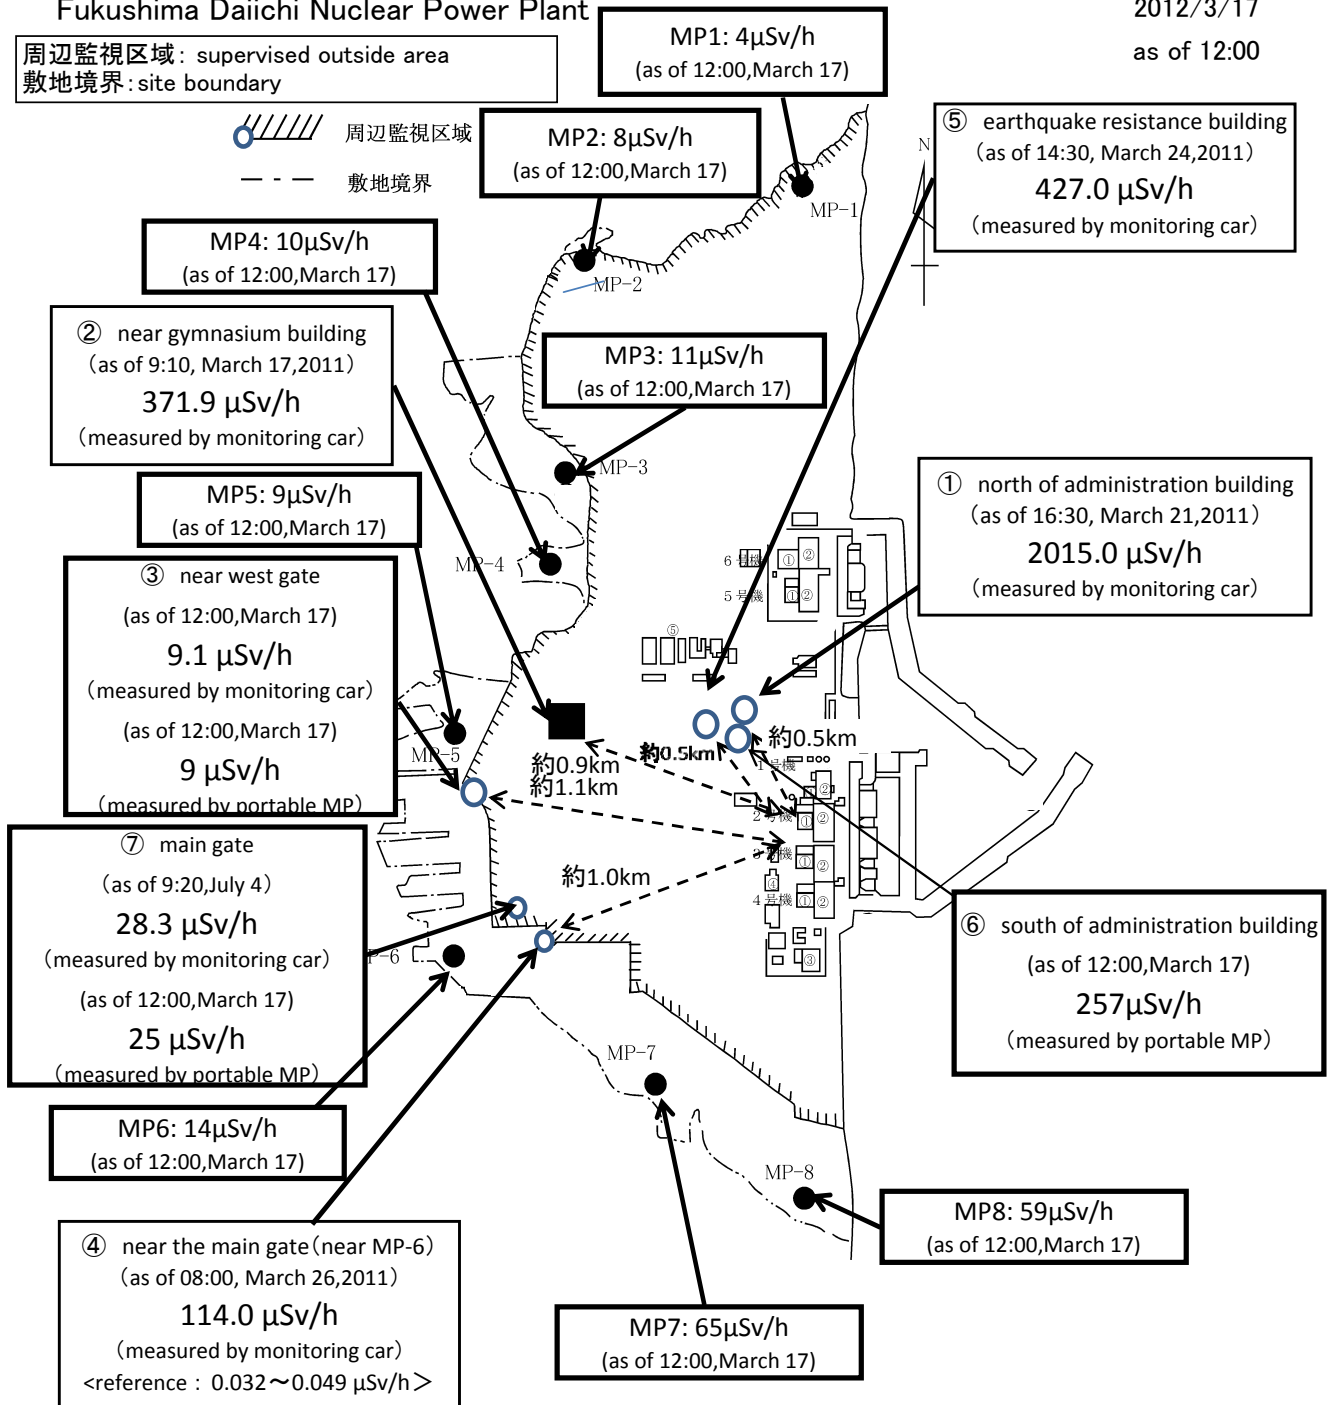 Fukushima Daiichi Nuclear Power Plant
2012/3/17
as of 12:00
周辺監視区域: supervised outside area
敷地境界:site boundary
周辺監視区域
敷地境界
MP1: 4μSv/h
(as of 12:00,March 17)
MP2: 8μSv/h
(as of 12:00,March 17)
⑤ earthquake resistance building
(as of 14:30, March 24,2011)
427.0 μSv/h
(measured by monitoring car)
N
MP-1
MP4: 10μSv/h
(as of 12:00,March 17)
MP-2
② near gymnasium building
(as of 9:10, March 17,2011)
371.9 μSv/h
(measured by monitoring car)
MP3: 11μSv/h
(as of 12:00,March 17)
MP-3
MP5: 9μSv/h
(as of 12:00,March 17)
① north of administration building
(as of 16:30, March 21,2011)
2015.0 μSv/h
(measured by monitoring car)
MP-4
③ near west gate
(as of 12:00,March 17)
9.1 μSv/h
(measured by monitoring car)
(as of 12:00,March 17)
9 μSv/h
(measured by portable MP)
6号機
① ②
5号機
① ②
⑤
MP-5
約0.9km
約1.1km
約0.5km
約0.5km
1号機
②
2号機
① ②
3号機
① ②
④
4号機
① ②
③
約1.0km
⑦ main gate
(as of 9:20,July 4)
28.3 μSv/h
(measured by monitoring car)
(as of 12:00,March 17)
25 μSv/h
(measured by portable MP)
P-6
⑥ south of administration building
(as of 12:00,March 17)
257μSv/h
(measured by portable MP)
MP-7
MP6: 14μSv/h
(as of 12:00,March 17)
MP-8
MP8: 59μSv/h
(as of 12:00,March 17)
④ near the main gate(near MP-6)
(as of 08:00, March 26,2011)
114.0 μSv/h
(measured by monitoring car)
<reference : 0.032～0.049 μSv/h>
MP7: 65μSv/h
(as of 12:00,March 17)